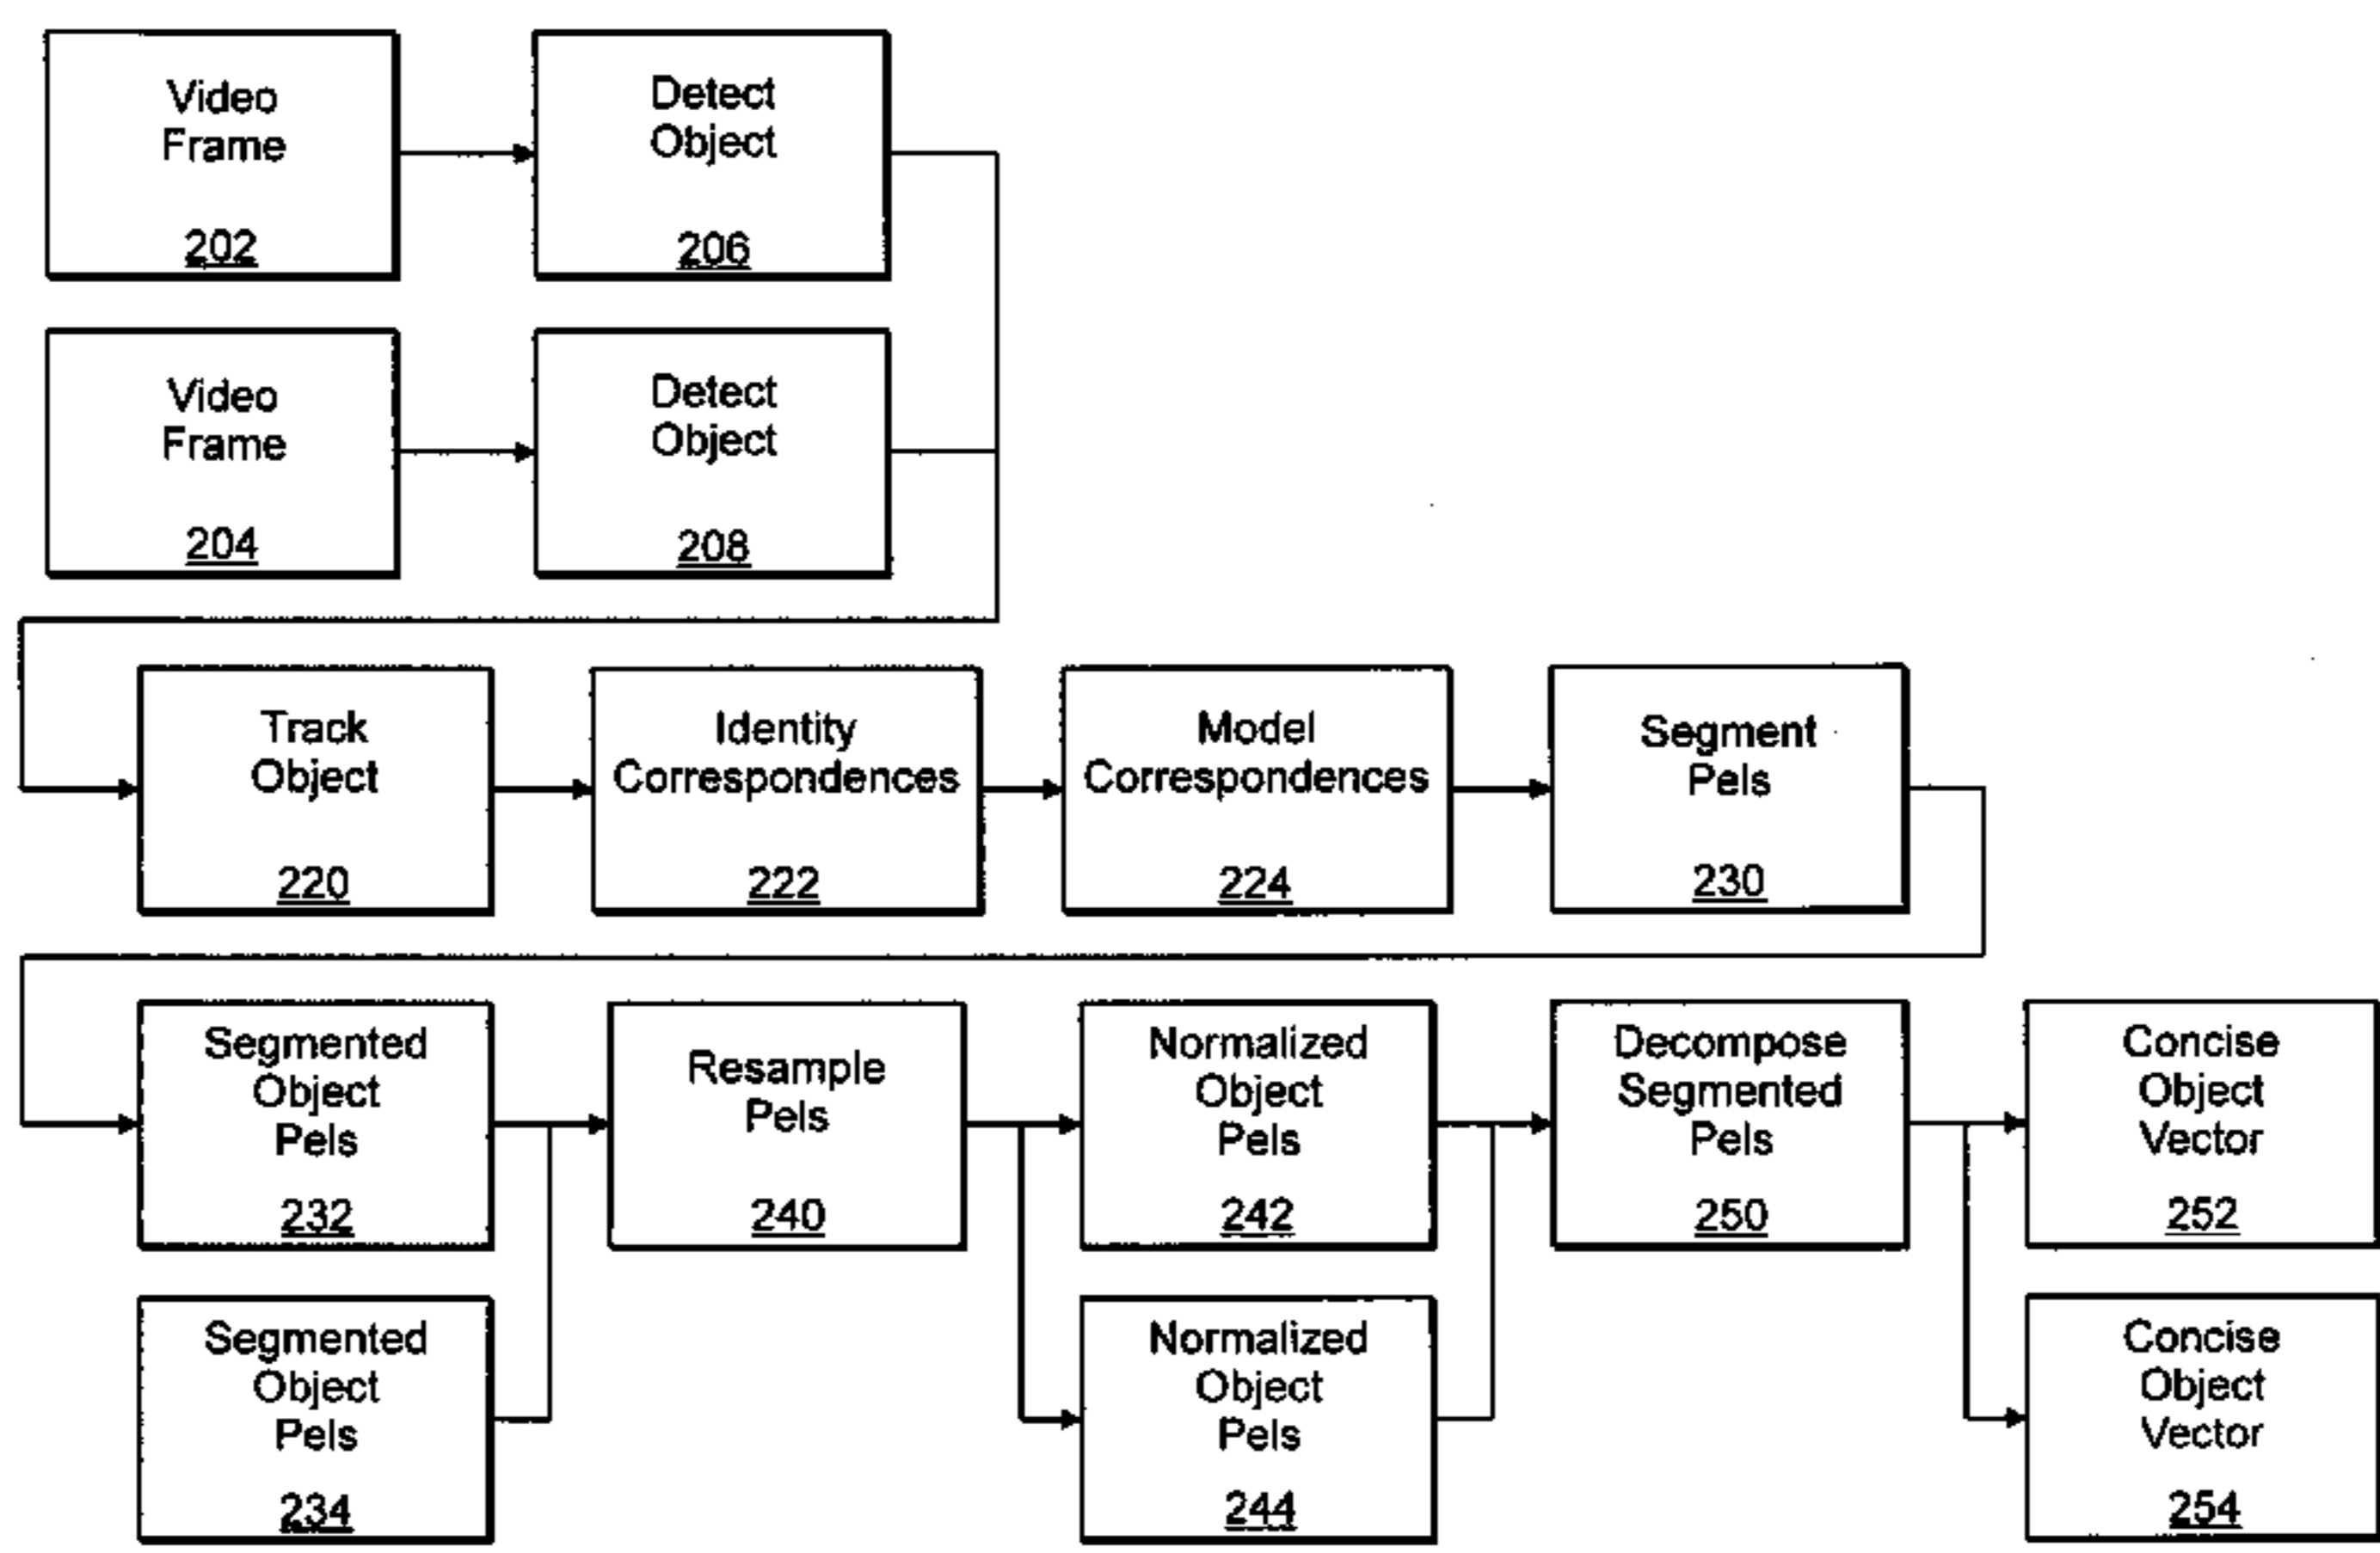 Video
Frame
202
Detect
Object
206
Video
Frame
204
Detect
Object
208
Track
Object
220
Identity
Correspondences
222
Model
Correspondences
224
Segment
Pels
230
Segmented
Object
Pels
232
Resample
Pels
240
Normalized
Object
Pels
242
Decompose
Segmented
Pels
250
Concise
Object
Vector
252
Segmented
Object
Pels
234
Normalized
Object
Pels
244
Concise
Object
Vector
254